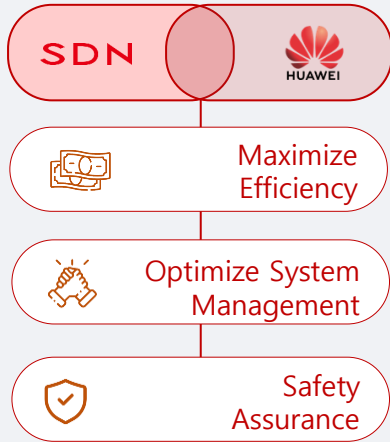 SDN
HUAWEI
Maximize
Efficiency
Optimize System
Management
Safety
Assurance